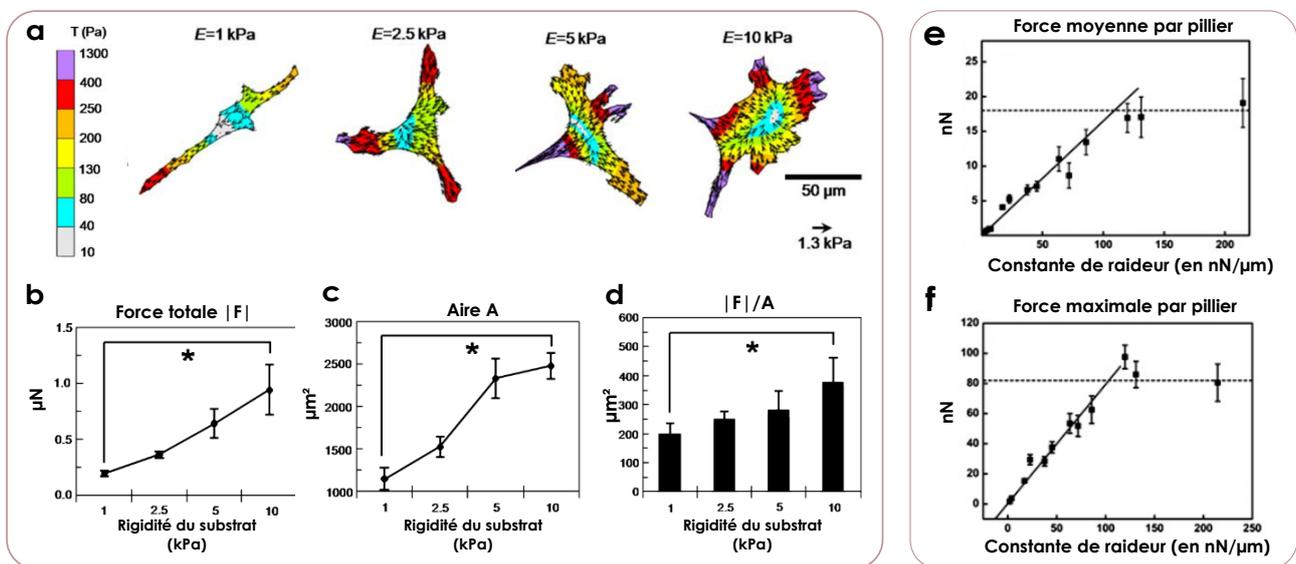 a
T (Pa)
1300
400
250
200
130
80
40
10
E=1 kPa
E=2.5 kPa
E=5 kPa
E=10 kPa
50 µm
1.3 kPa
b
Force totale |F|
µN
1.5
1.0
0.5
0.0
*
1 2.5 5 10
Rigidité du substrat
(kPa)
c
Aire A
µm²
3000
2500
2000
1500
1000
*
1 2.5 5 10
Rigidité du substrat
(kPa)
d
|F|/A
µm²
600
500
400
300
200
100
0
*
1 2.5 5 10
Rigidité du substrat
(kPa)
e
Force moyenne par pillier
nN
25
20
15
10
5
50 100 150 200
Constante de raideur (en nN/µm)
f
Force maximale par pillier
nN
120
100
80
60
40
20
0
0 50 100 150 200 250
Constante de raideur (en nN/µm)